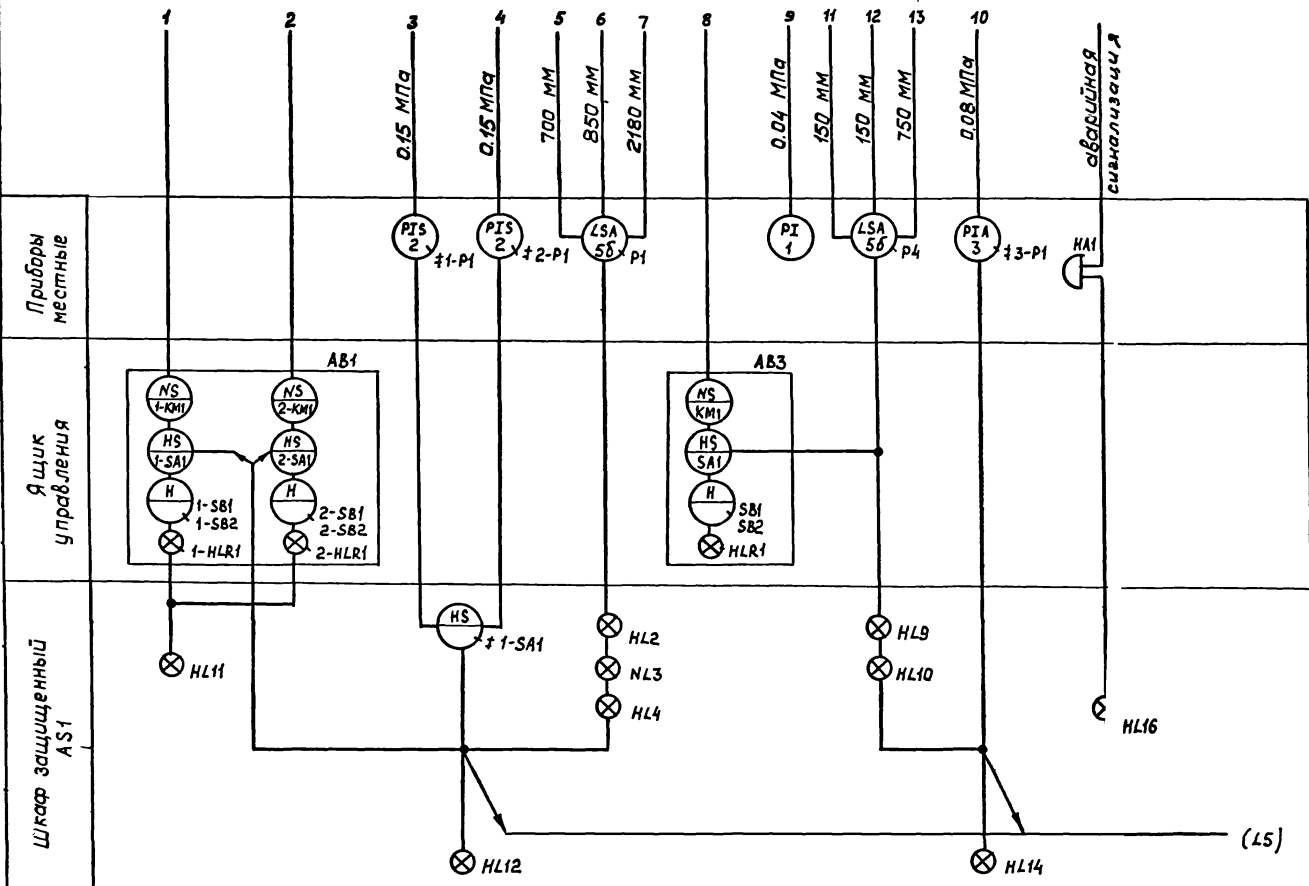 1
2
3
4
5
6
7
8
9
11
12
13
10
0.15 МПа
0.15 МПа
700 ММ
850 ММ
2180 ММ
0.04 МПа
150 ММ
150 ММ
750 ММ
0.08 МПа
аварийная
сигнализация
Приборы
местные
PIS
2
‡1-P1
PIS
2
‡2-P1
LSA
5б
P1
PI
1
LSA
5б
P4
PIA
3
‡3-P1
HA1
Ящик
управления
AB1
NS
1-KM1
NS
2-KM1
HS
1-SA1
HS
2-SA1
H
1-SB1
1-SB2
H
2-SB1
2-SB2
1-HLR1
2-HLR1
AB3
NS
KM1
HS
SA1
H
SB1
SB2
HLR1
Шкаф защищенный
AS1
HS
‡1-SA1
HL11
HL2
NL3
HL4
HL9
HL10
HL16
HL12
HL14
(L5)